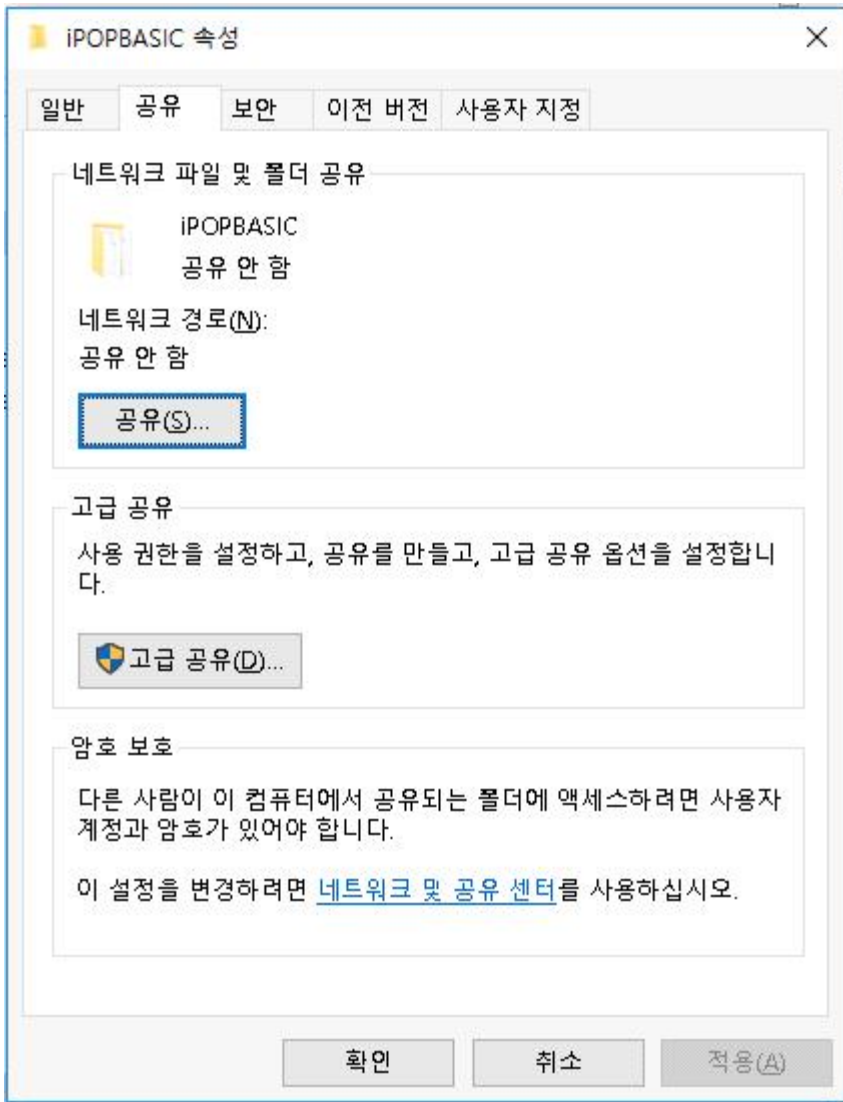 iPOPBASIC 속성
일반 공유 보안 이전 버전 사용자 지정
네트워크 파일 및 폴더 공유
iPOPBASIC
공유 안 함
네트워크 경로(N):
공유 안 함
공유(S)...
고급 공유
사용 권한을 설정하고, 공유를 만들고, 고급 공유 옵션을 설정합니
다.
고급 공유(D)...
암호 보호
다른 사람이 이 컴퓨터에서 공유되는 폴더에 액세스하려면 사용자
계정과 암호가 있어야 합니다.
이 설정을 변경하려면 네트워크 및 공유 센터를 사용하십시오.
확인 취소 적용(A)